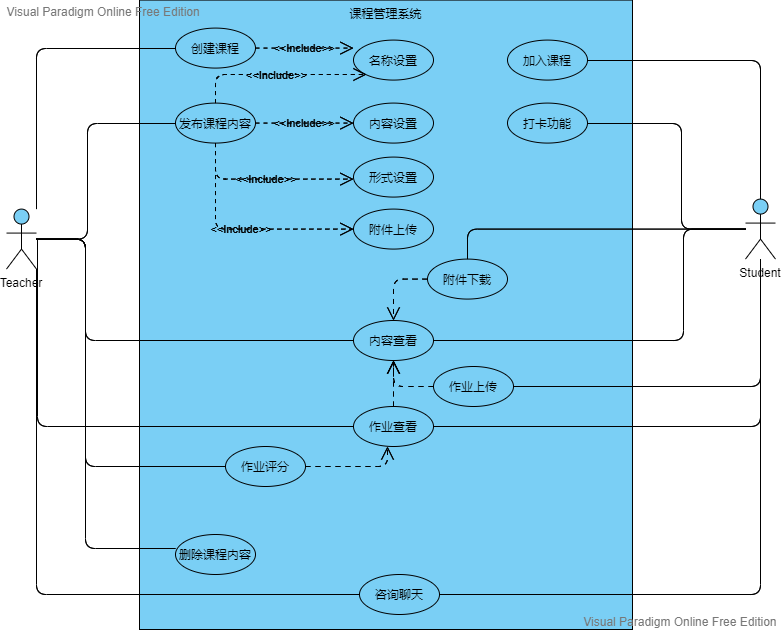 Visual Paradigm Online Free Edition
课程管理系统
创建课程
<<Include>>
名称设置
加入课程
<<Include>>
发布课程内容
<<Include>>
内容设置
打卡功能
<<Include>>
形式设置
<<Include>>
附件上传
Teacher
Student
附件下载
内容查看
作业上传
作业查看
作业评分
删除课程内容
咨询聊天
Visual Paradigm Online Free Edition